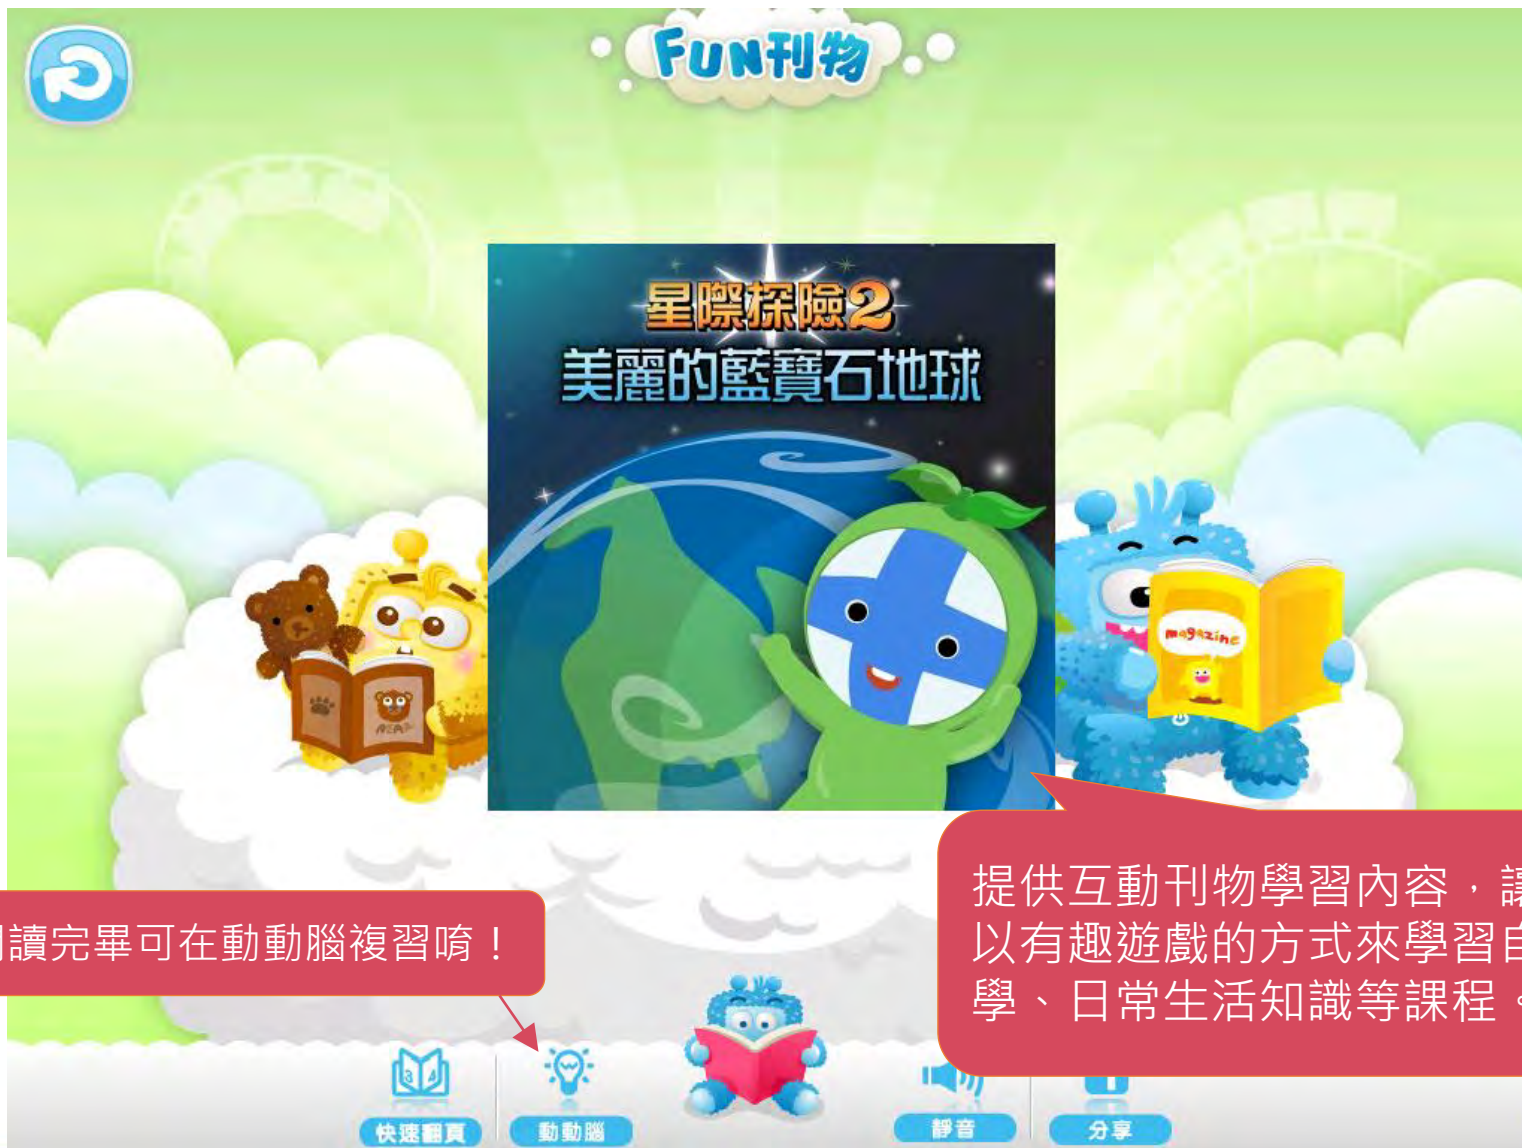 FUN刊物
星際探險2
美麗的藍寶石地球
magazine
READ
提供互動刊物學習內容，讓
以有趣遊戲的方式來學習自
學、日常生活知識等課程。
讀完畢可在動動腦複習唷！
3 4
快速翻頁
動動腦
靜音
分享